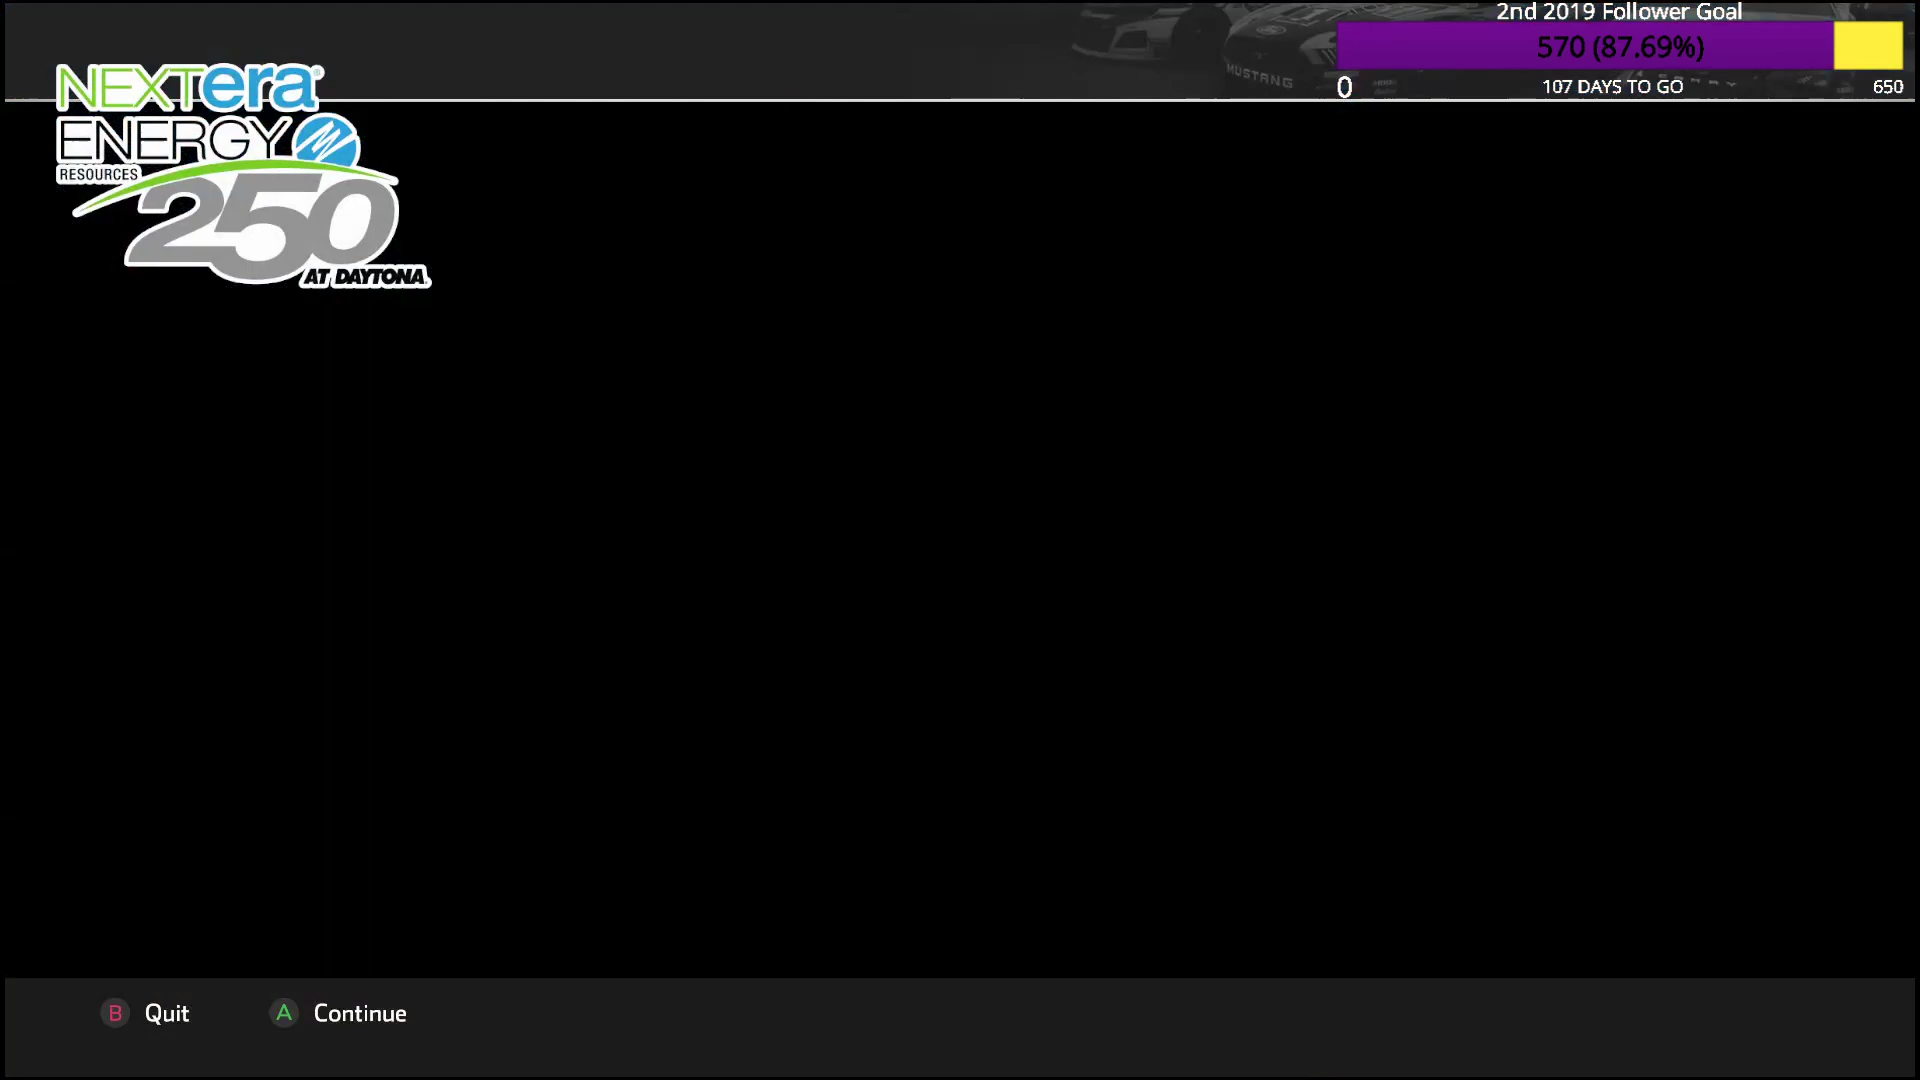 2nd 2019 Follower Goal
570 (87.69%)
0
107 DAYS TO GO
650
MUSTANG
NEXTera®
ENERGY
RESOURCES
250
AT DAYTONA
B Quit
A Continue